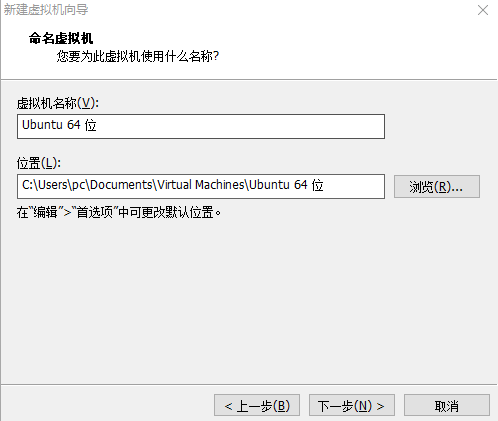 新建虚拟机向导
命名虚拟机
您要为此虚拟机使用什么名称?
虚拟机名称(V):
Ubuntu 64 位
位置(L):
C:\Users\pc\Documents\Virtual Machines\Ubuntu 64 位
浏览(R)...
在“编辑”>“首选项”中可更改默认位置。
< 上一步(B)
下一步(N) >
取消